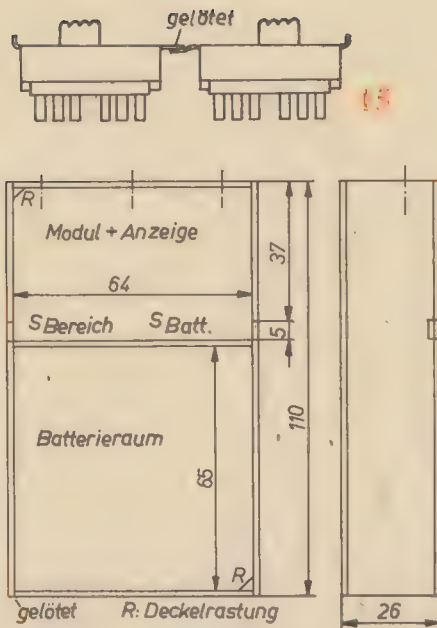 gelötet
R
Modul + Anzeige
64
37
S Bereich S Batt.
5
110
Batterieraum
65
R
gelötet R: Deckelrastung
26